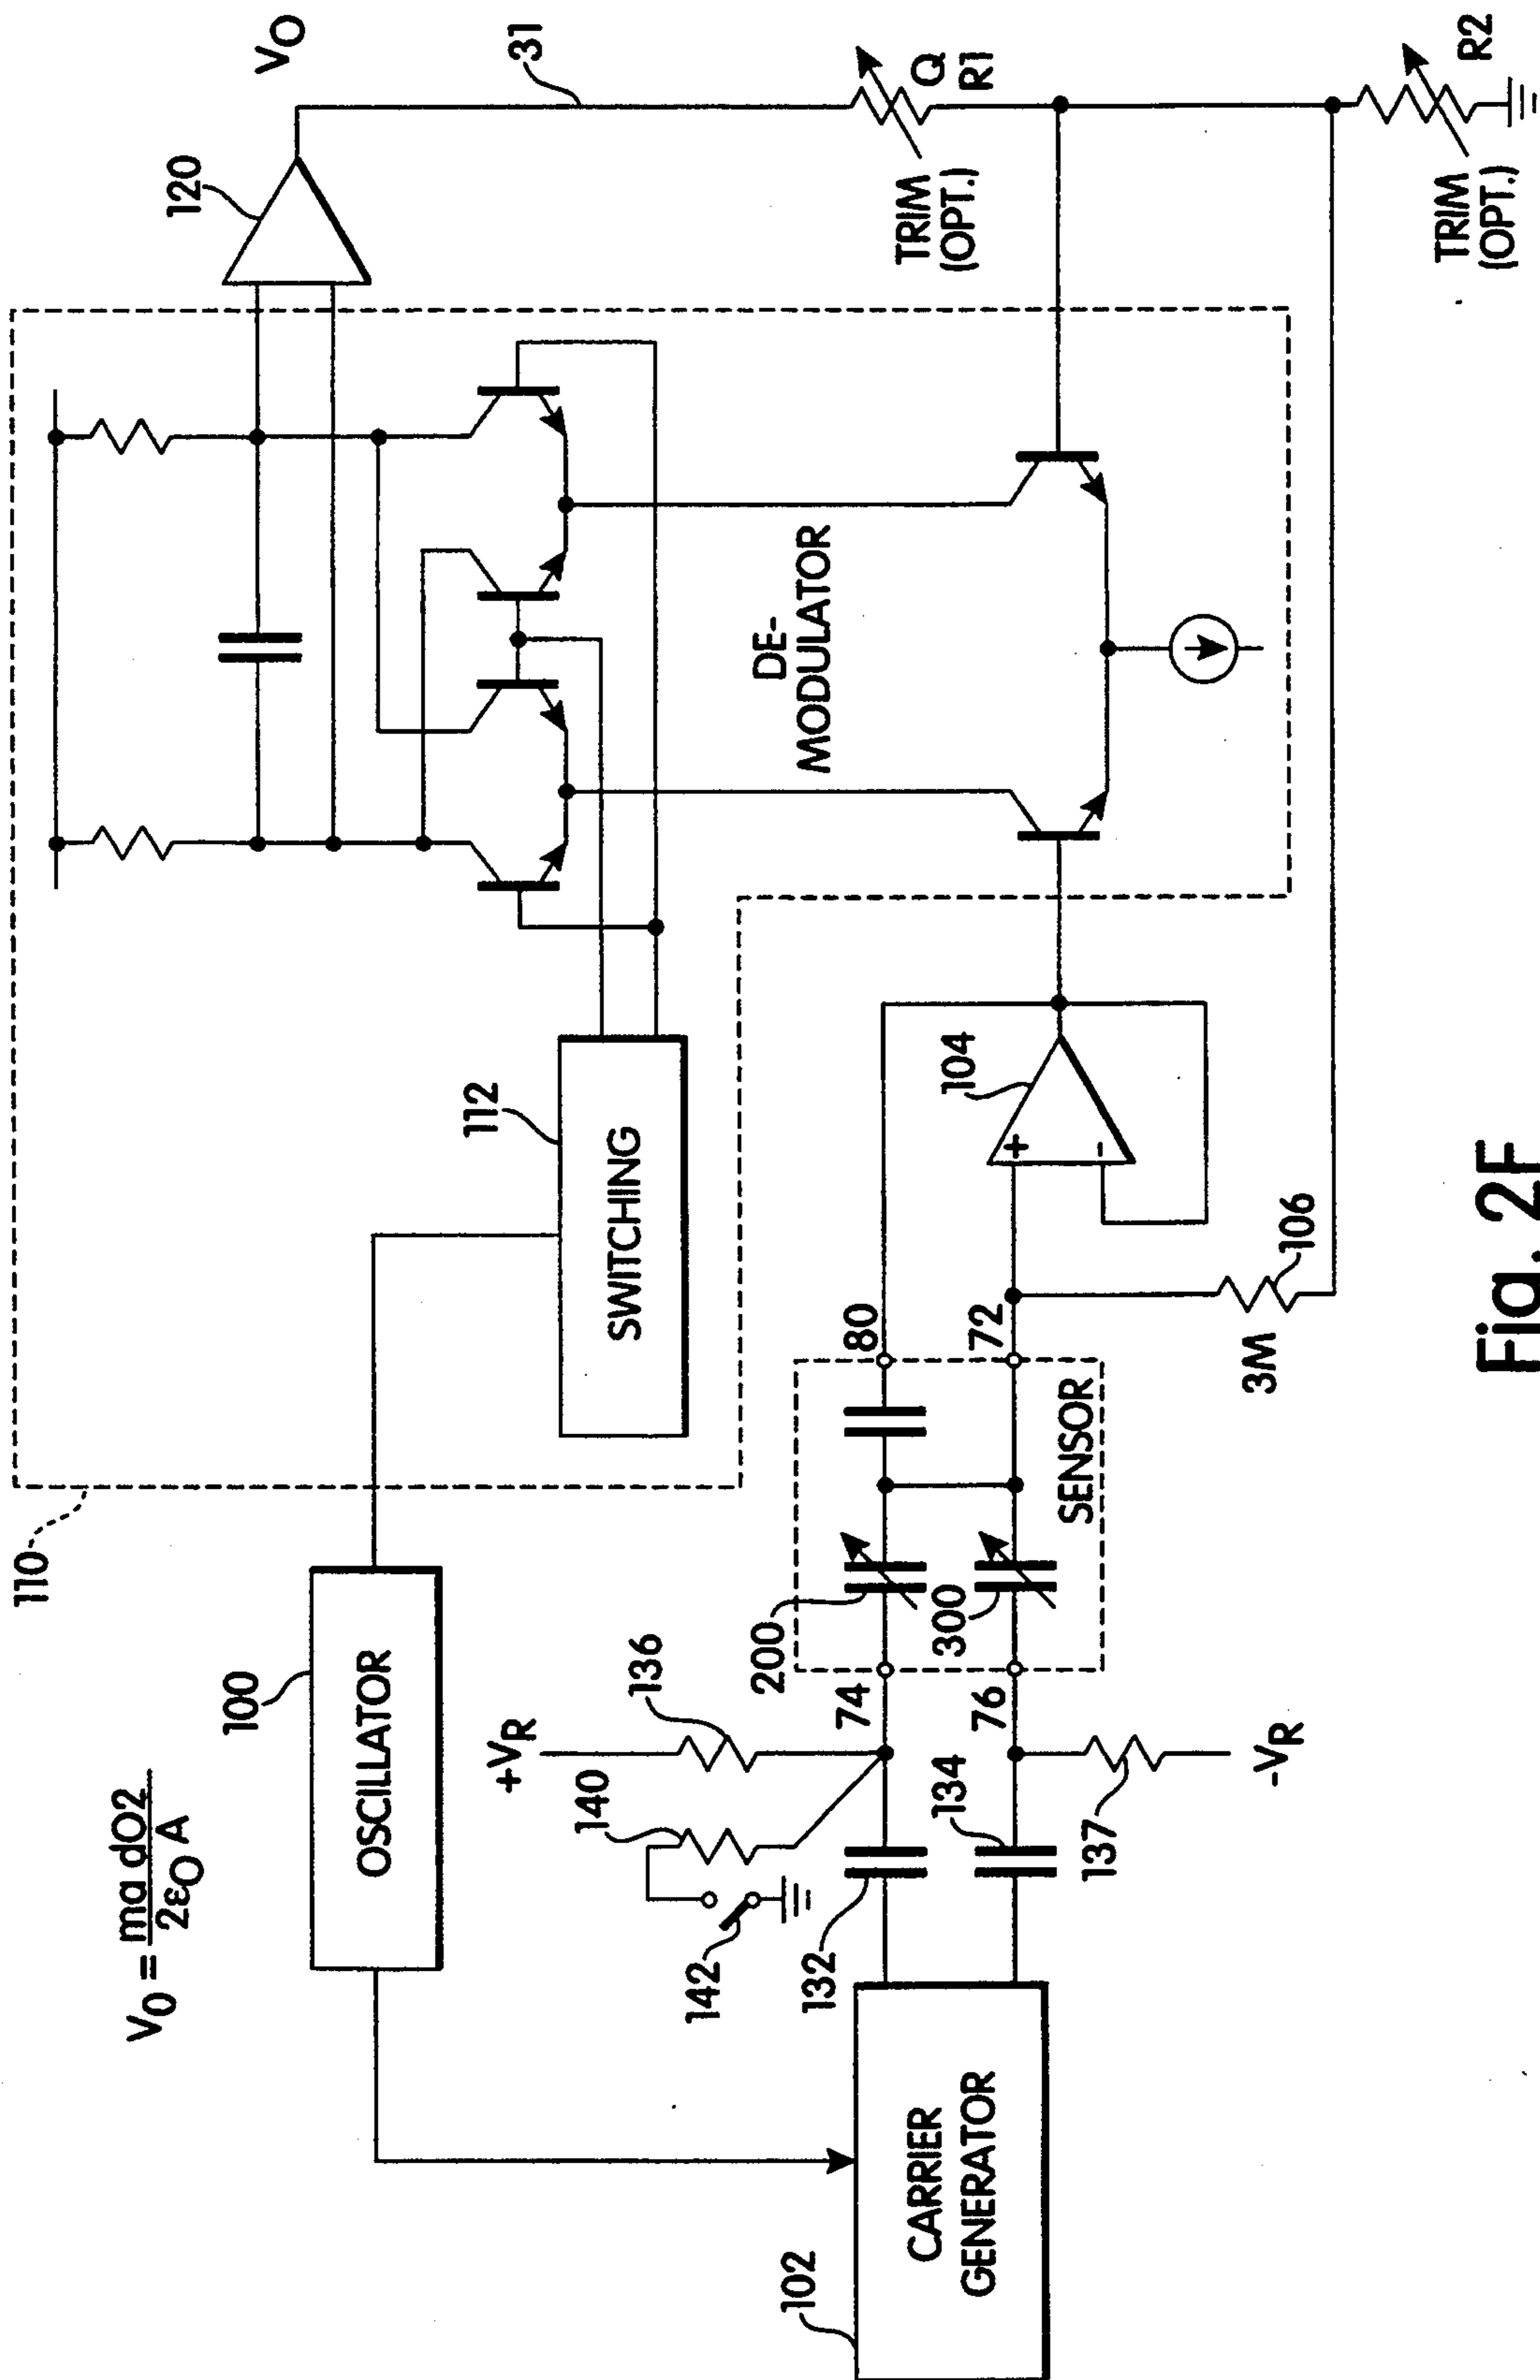 V0 = ma dO2
2εO A
110
100
OSCILLATOR
112
SWITCHING
120
VO
31
DE-
MODULATOR
Q
R1
TRIM
(OPT.)
R2
TRIM
(OPT.)
+VR
136
140
142
132
74
200
80
104
+
-
134
76
300
72
SENSOR
137
-VR
3M
106
102
CARRIER
GENERATOR
Fig. 2F